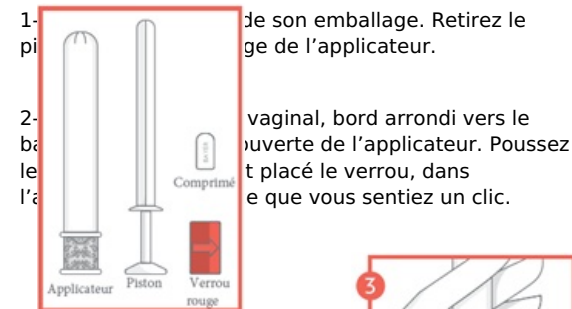 1- de son emballage. Retirez le
pi ge de l'applicateur.
2- vaginal, bord arrondi vers le
ba ouverte de l'applicateur. Poussez
le t placé le verrou, dans
l'a e que vous sentiez un clic.
BAYER
Comprimé
Applicateur
Piston
Verrou
rouge
3